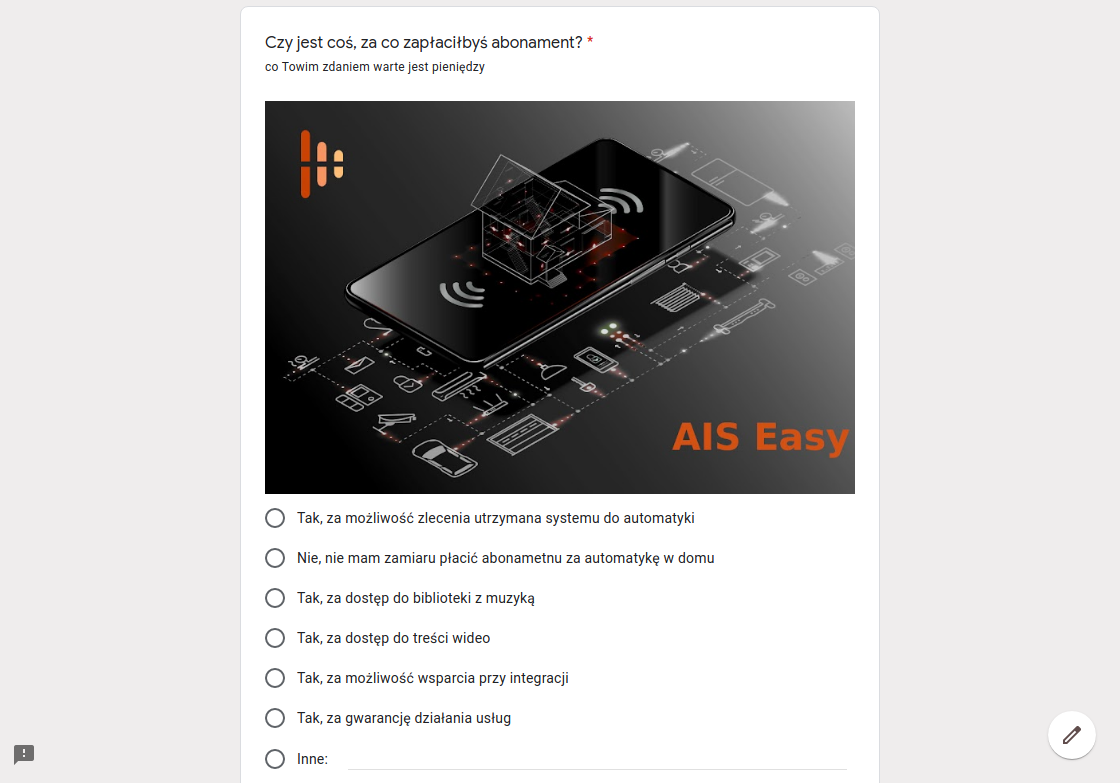 Czy jest coś, za co zapłaciłbyś abonament? *
co Towim zdaniem warte jest pieniędzy
AIS Easy
Tak, za możliwość zlecenia utrzymana systemu do automatyki
Nie, nie mam zamiaru płacić abonametnu za automatykę w domu
Tak, za dostęp do biblioteki z muzyką
Tak, za dostęp do treści wideo
Tak, za możliwość wsparcia przy integracji
Tak, za gwarancję działania usług
Inne: